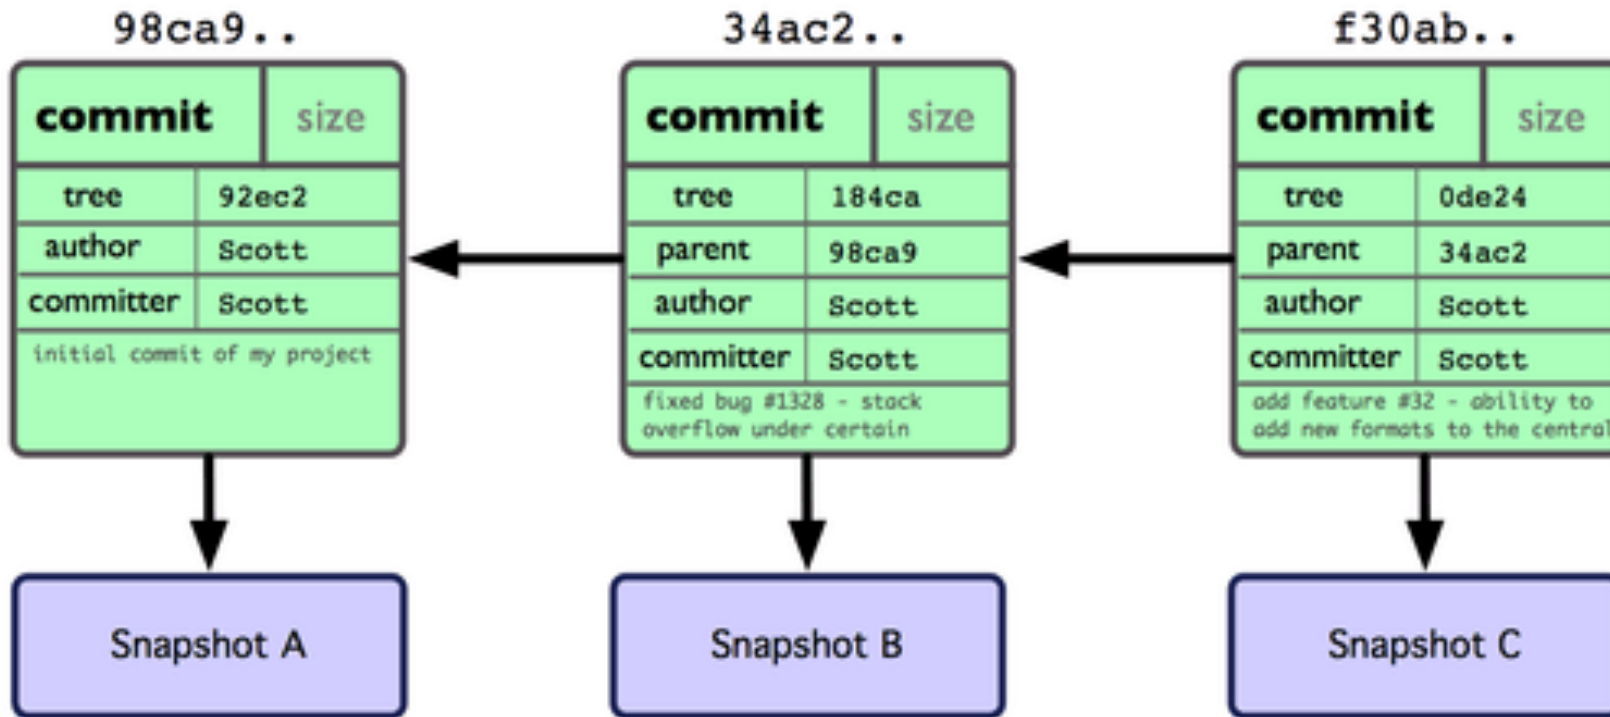 98ca9..
34ac2..
f30ab..
commit size
tree 92ec2
author Scott
committer Scott
initial commit of my project
commit size
tree 184ca
parent 98ca9
author Scott
committer Scott
fixed bug #1328 - stack
overflow under certain
commit size
tree 0de24
parent 34ac2
author Scott
committer Scott
add feature #32 - ability to
add new formats to the central
Snapshot A
Snapshot B
Snapshot C